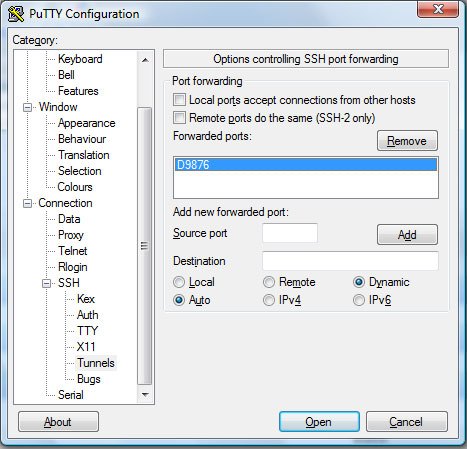 PuTTY Configuration
Category:
Keyboard
Bell
Features
Window
Appearance
Behaviour
Translation
Selection
Colours
Connection
Data
Proxy
Telnet
Rlogin
SSH
Kex
Auth
TTY
X11
Tunnels
Bugs
Serial
Options controlling SSH port forwarding
Port forwarding
Local ports accept connections from other hosts
Remote ports do the same (SSH-2 only)
Forwarded ports:
Remove
D9876
Add new forwarded port:
Source port
Add
Destination
Local Remote Dynamic
Auto IPv4 IPv6
About Open Cancel